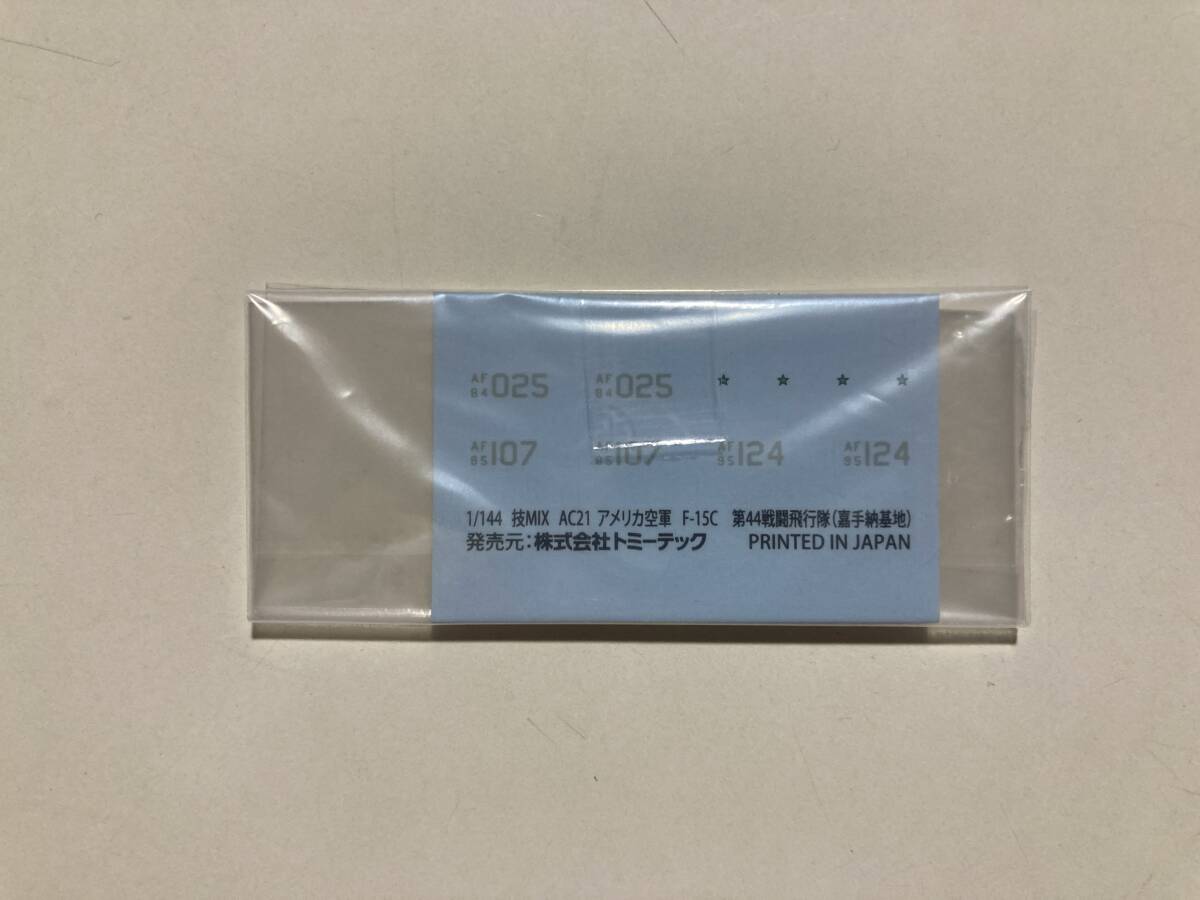 AF 84 025 AF 84 025
AF 85 107 AF 85 107 AF 95 124 AF 95 124
1/144 技MIX AC21 アメリカ空軍 F-15C 第44戦闘飛行隊(嘉手納基地)
発売元:株式会社トミーテック PRINTED IN JAPAN